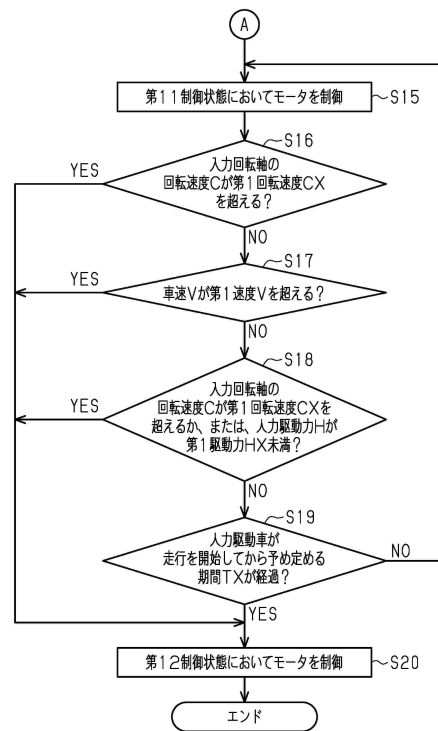 A
第11制御状態においてモータを制御
S15
S16
入力回転軸の
回転速度Cが第1回転速度CX
を超える?
YES
NO
S17
車速Vが第1速度Vを超える?
YES
NO
S18
入力回転軸の
回転速度Cが第1回転速度CXを
超えるか、または、人力駆動力Hが
第1駆動力HX未満?
YES
NO
S19
人力駆動車が
走行を開始してから予め定める
期間TXが経過?
NO
YES
第12制御状態においてモータを制御
S20
エンド